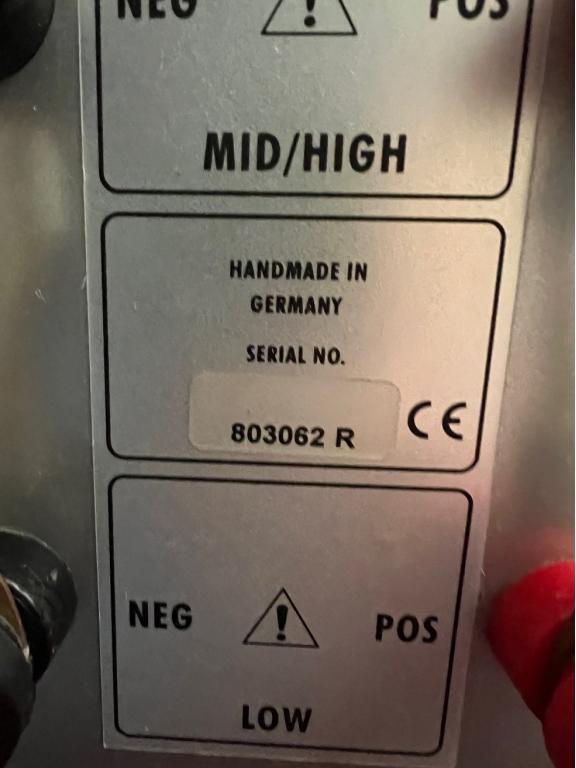 NEG ! POS
MID/HIGH
HANDMADE IN
GERMANY
SERIAL NO.
803062 R CE
NEG ! POS
LOW